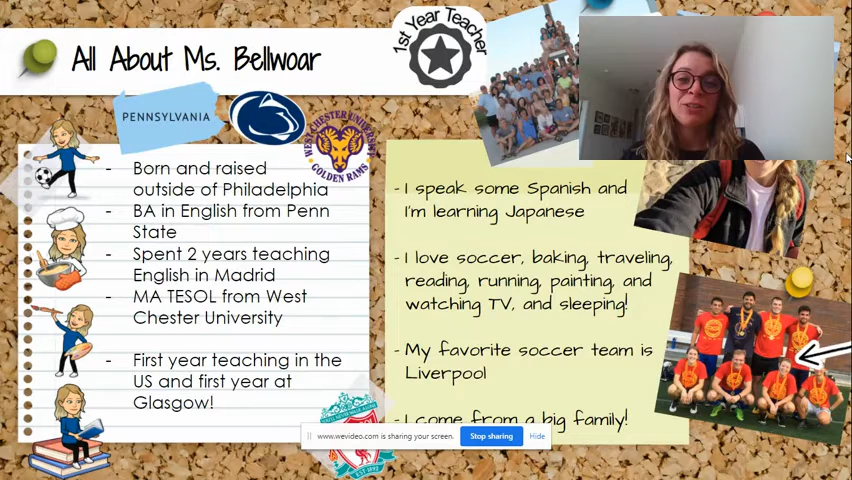 All About Ms. Bellwoar
1st Year Teacher
PENNSYLVANIA
WEST CHESTER UNIVERSITY
GOLDEN RAMS
- Born and raised
outside of Philadelphia
- BA in English from Penn
State
- Spent 2 years teaching
English in Madrid
- MA TESOL from West
Chester University
- First year teaching in the
US and first year at
Glasgow!
- I speak some Spanish and
I'm learning Japanese
- I love soccer, baking, traveling,
reading, running, painting, and
watching TV, and sleeping!
- My favorite soccer team is
Liverpool
- I come from a big family!
www.wevideo.com is sharing your screen.
Stop sharing
Hide
EST 1892